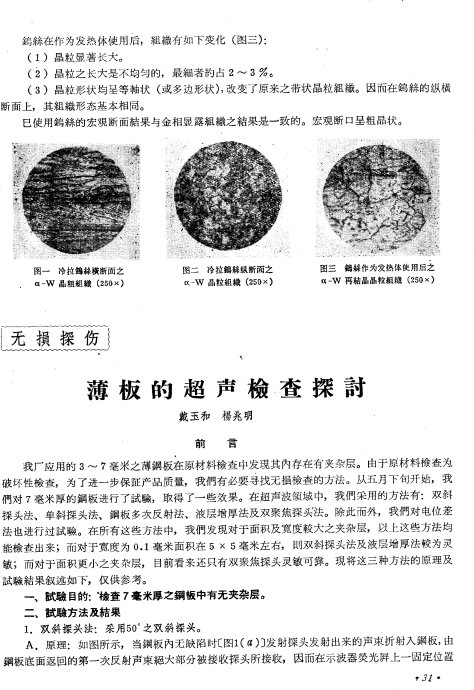 鎢絲在作为发热体使用后，組織有如下变化（图三）：
（1）晶粒显著长大。
（2）晶粒之长大是不均匀的，最細者約占2～3％。
（3）晶粒形状均呈等軸状（或多边形状），改变了原来之带状晶粒組織。因而在鎢絲的纵橫
断面上，其組織形态基本相同。
已使用鎢絲的宏观断面結果与金相显露組織之結果是一致的。宏观断口呈粗晶状。
图一 冷拉鎢絲橫断面之
α-W 晶粗組織（250×）
图二 冷拉鎢絲纵断面之
α-W 晶粒組織（250×）
图三 鎢絲作为发热体使用后之
α-W 再結晶晶粒組織（250×）
无損探伤
薄板的超声檢查探討
戴玉和 楊兆明
前言
我厂应用的3～7毫米之薄鋼板在原材料檢查中发現其內存在有夹杂层。由于原材料檢查为
破坏性檢查，为了进一步保証产品质量，我們有必要寻找无損檢查的方法。从五月下旬开始，我
們对7毫米厚的鋼板进行了試驗，取得了一些效果。在超声波領域中，我們采用的方法有：双斜
探头法、单斜探头法、鋼板多次反射法、液层增厚法及双聚焦探头法。除此而外，我們对电位差
法也进行过試驗。在所有这些方法中，我們发現对于面积及宽度較大之夹杂层，以上这些方法均
能檢查出来；而对于宽度为0.1毫米面积在5×5毫米左右，則双斜探头法及液层增厚法較为灵
敏；而对于面积更小之夹杂层，目前看来还只有双聚焦探头灵敏可靠。現将这三种方法的原理及
試驗結果叙述如下，仅供参考。
一、試驗目的：檢查7毫米厚之鋼板中有无夹杂层。
二、試驗方法及結果
1．双斜探头法：采用50°之双斜探头。
A．原理：如图所示，当鋼板內无缺陷时〔图1(a)〕发射探头发射出来的声束折射入鋼板，由
鋼板底面返回的第一次反射声束絕大部分被接收探头所接收，因而在示波器荧光屏上一固定位置
·31·